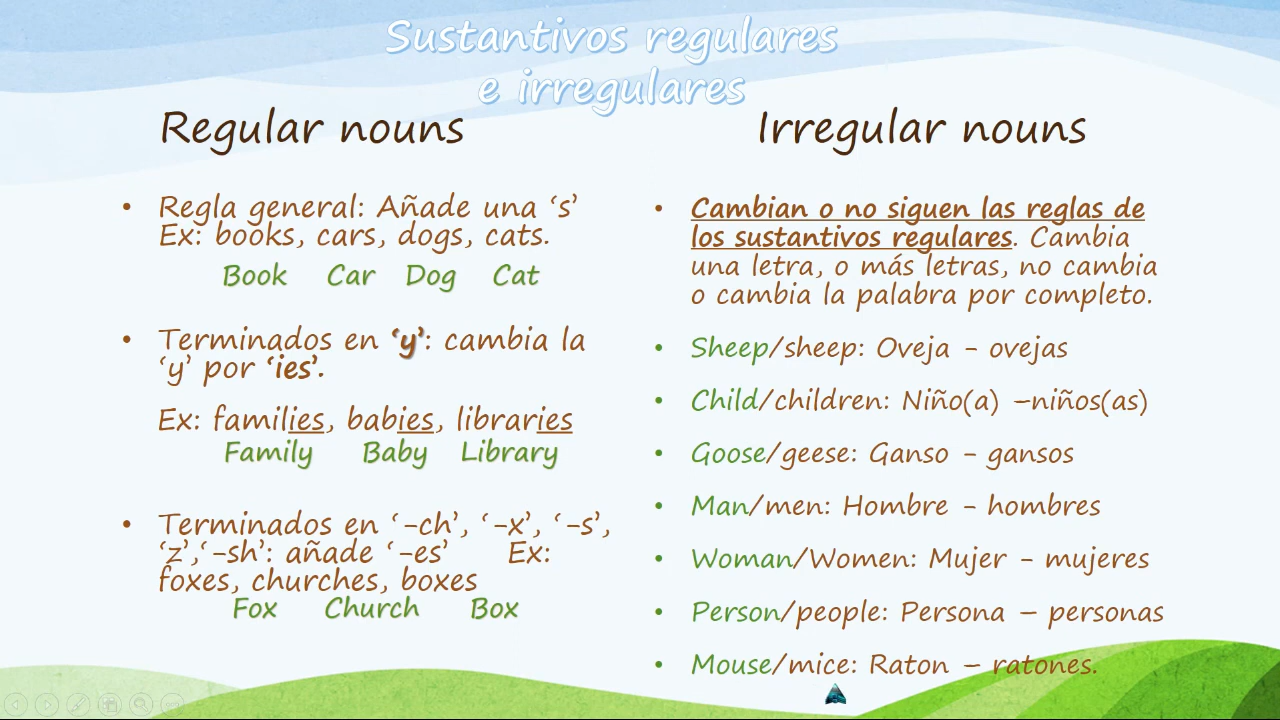 Sustantivos regulares
e irregulares
Regular nouns
• Regla general: Añade una ‘s’
Ex: books, cars, dogs, cats.
Book Car Dog Cat
• Terminados en ‘y’: cambia la
‘y’ por ‘ies’.
Ex: families, babies, libraries
Family Baby Library
• Terminados en ‘-ch’, ‘-x’, ‘-s’,
‘z’,‘-sh’: añade ‘-es’ Ex:
foxes, churches, boxes
Fox Church Box
Irregular nouns
• Cambian o no siguen las reglas de
los sustantivos regulares. Cambia
una letra, o más letras, no cambia
o cambia la palabra por completo.
• Sheep/sheep: Oveja - ovejas
• Child/children: Niño(a) –niños(as)
• Goose/geese: Ganso - gansos
• Man/men: Hombre - hombres
• Woman/Women: Mujer - mujeres
• Person/people: Persona – personas
• Mouse/mice: Raton – ratones.